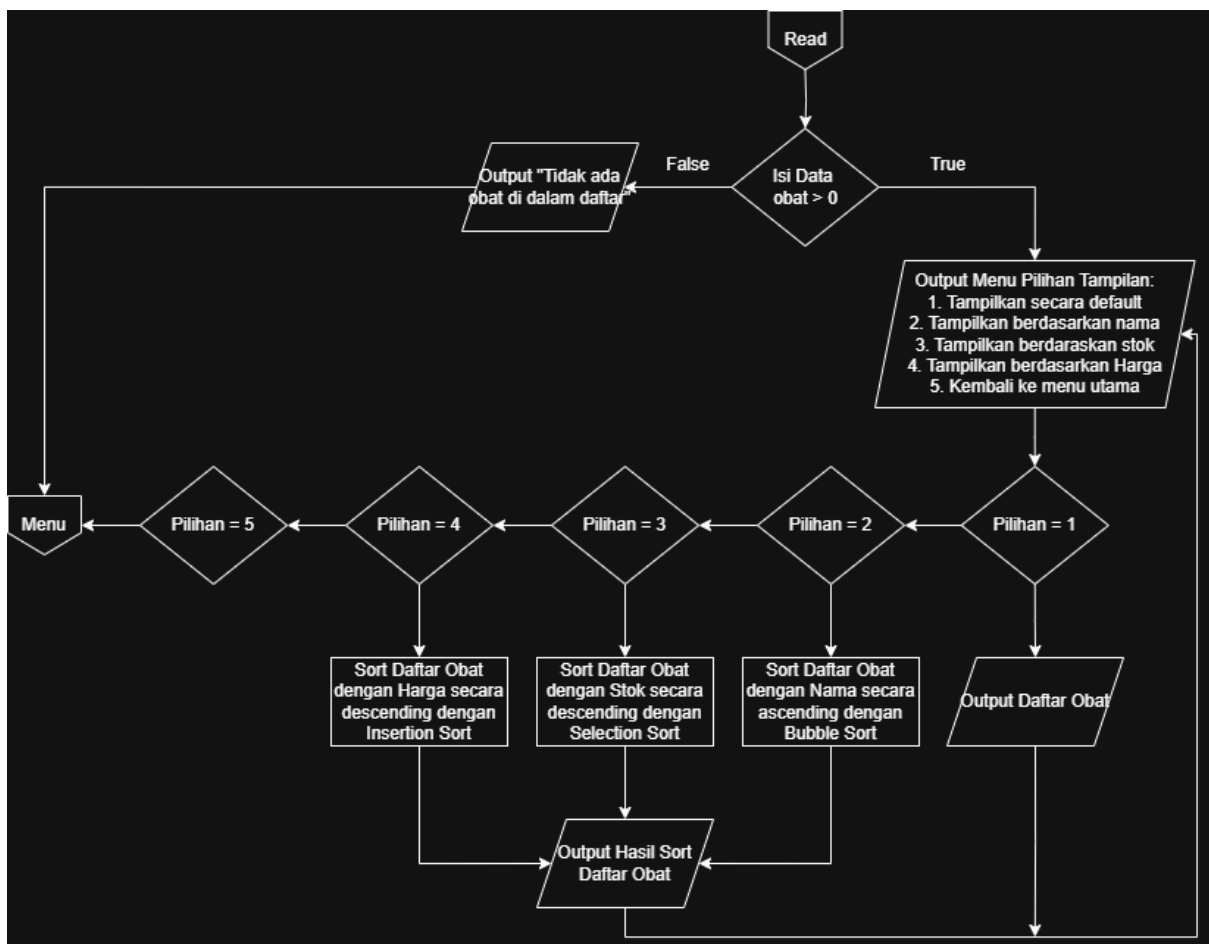 Read
False
True
Isi Data
obat > 0
Output "Tidak ada
obat di dalam daftar"
Output Menu Pilihan Tampilan:
1. Tampilkan secara default
2. Tampilkan berdasarkan nama
3. Tampilkan berdaraskan stok
4. Tampilkan berdasarkan Harga
5. Kembali ke menu utama
Menu
Pilihan = 5
Pilihan = 4
Pilihan = 3
Pilihan = 2
Pilihan = 1
Sort Daftar Obat
dengan Harga secara
descending dengan
Insertion Sort
Sort Daftar Obat
dengan Stok secara
descending dengan
Selection Sort
Sort Daftar Obat
dengan Nama secara
ascending dengan
Bubble Sort
Output Daftar Obat
Output Hasil Sort
Daftar Obat